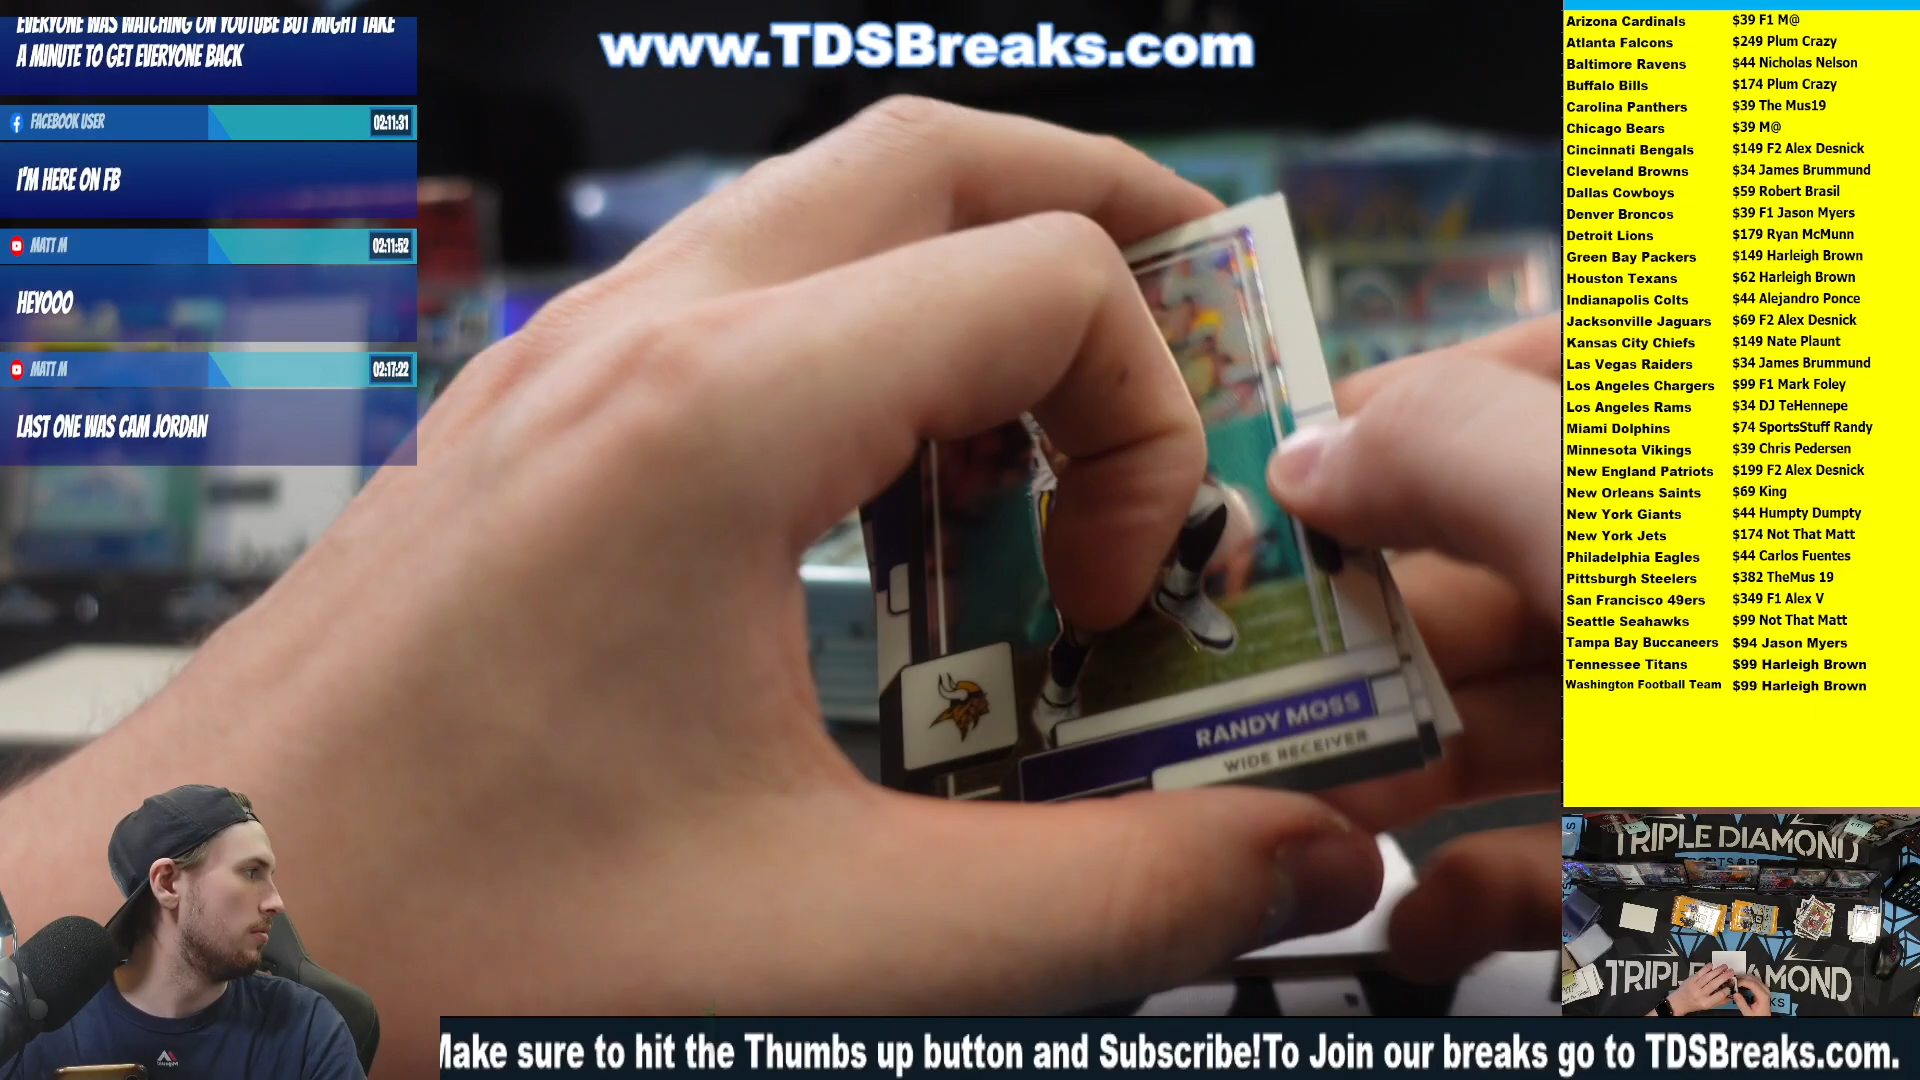 EVERYONE WAS WATCHING ON YOUTUBE BUT MIGHT TAKE
A MINUTE TO GET EVERYONE BACK
FACEBOOK USER 02:11:31
I'M HERE ON FB
MATT M 02:11:52
HEYOOO
MATT M 02:17:22
LAST ONE WAS CAM JORDAN
www.TDSBreaks.com
RANDY MOSS
WIDE RECEIVER
Arizona Cardinals $39 F1 M@
Atlanta Falcons $249 Plum Crazy
Baltimore Ravens $44 Nicholas Nelson
Buffalo Bills $174 Plum Crazy
Carolina Panthers $39 The Mus19
Chicago Bears $39 M@
Cincinnati Bengals $149 F2 Alex Desnick
Cleveland Browns $34 James Brummund
Dallas Cowboys $59 Robert Brasil
Denver Broncos $39 F1 Jason Myers
Detroit Lions $179 Ryan McMunn
Green Bay Packers $149 Harleigh Brown
Houston Texans $62 Harleigh Brown
Indianapolis Colts $44 Alejandro Ponce
Jacksonville Jaguars $69 F2 Alex Desnick
Kansas City Chiefs $149 Nate Plaunt
Las Vegas Raiders $34 James Brummund
Los Angeles Chargers $99 F1 Mark Foley
Los Angeles Rams $34 DJ TeHennepe
Miami Dolphins $74 SportsStuff Randy
Minnesota Vikings $39 Chris Pedersen
New England Patriots $199 F2 Alex Desnick
New Orleans Saints $69 King
New York Giants $44 Humpty Dumpty
New York Jets $174 Not That Matt
Philadelphia Eagles $44 Carlos Fuentes
Pittsburgh Steelers $382 TheMus 19
San Francisco 49ers $349 F1 Alex V
Seattle Seahawks $99 Not That Matt
Tampa Bay Buccaneers $94 Jason Myers
Tennessee Titans $99 Harleigh Brown
Washington Football Team $99 Harleigh Brown
TRIPLE DIAMOND
Make sure to hit the Thumbs up button and Subscribe!To Join our breaks go to TDSBreaks.com.